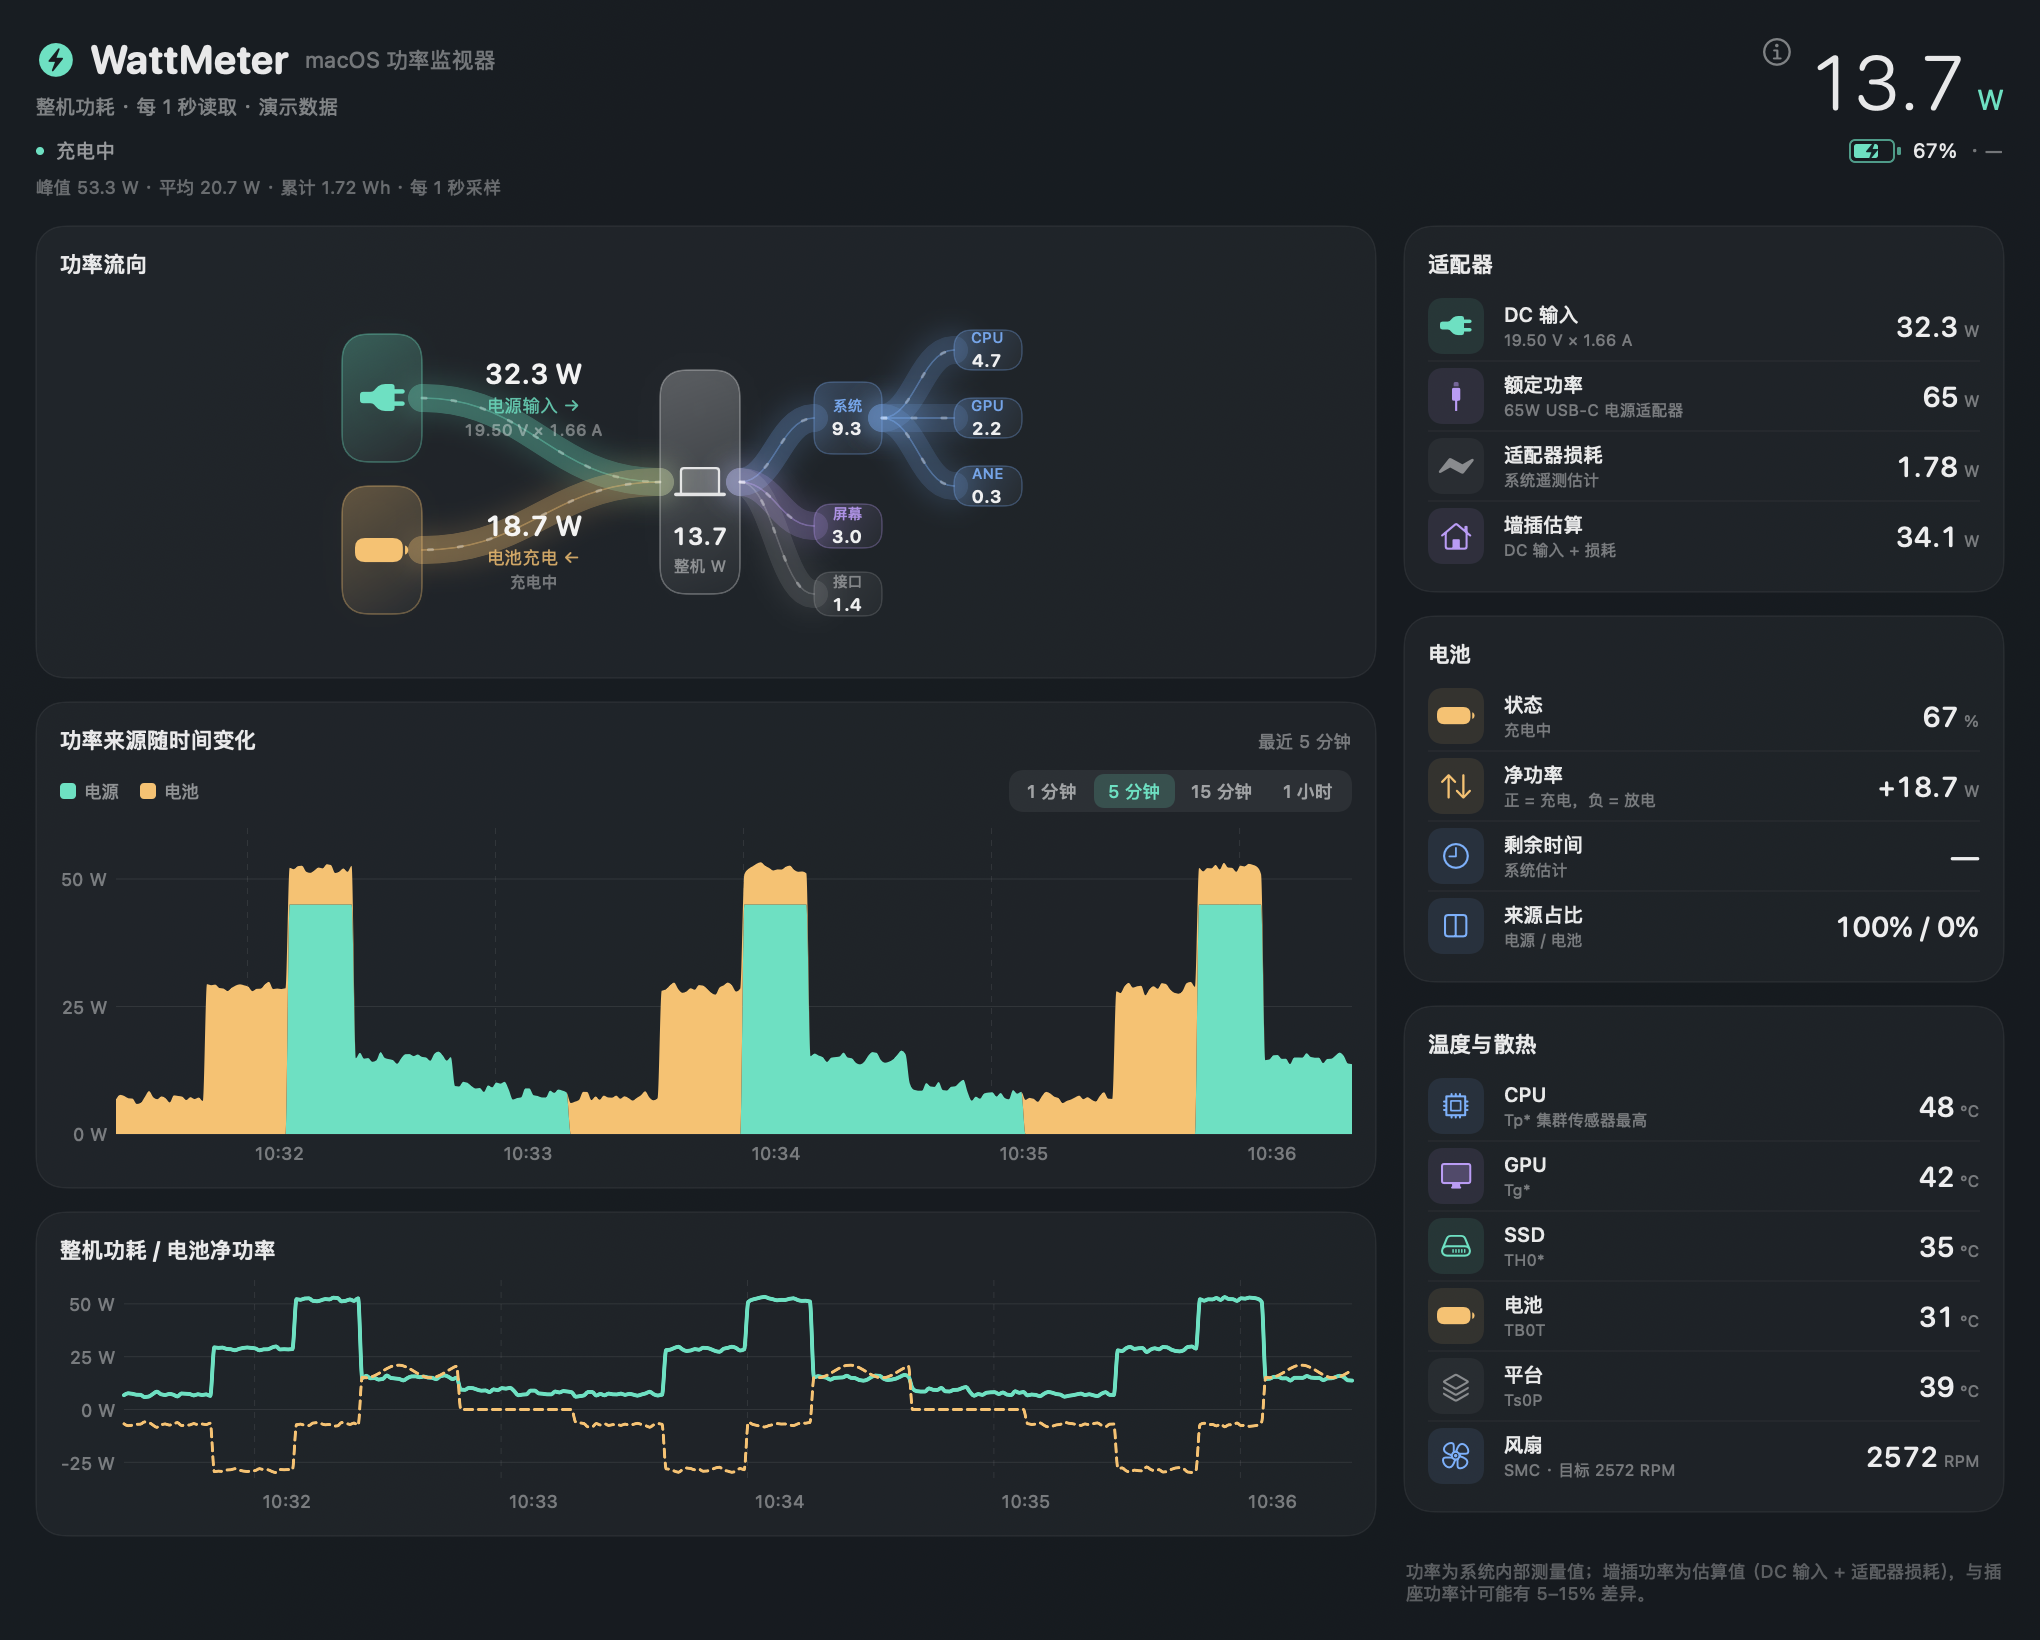 WattMeter macOS 功率监视器
整机功耗 · 每 1 秒读取 · 演示数据
充电中
峰值 53.3 W · 平均 20.7 W · 累计 1.72 Wh · 每 1 秒采样
13.7 W
67% · —
功率流向
32.3 W
电源输入 →
19.50 V × 1.66 A
18.7 W
电池充电 ←
充电中
13.7
整机 W
系统
9.3
CPU
4.7
GPU
2.2
ANE
0.3
屏幕
3.0
接口
1.4
功率来源随时间变化
最近 5 分钟
电源 电池
1 分钟 5 分钟 15 分钟 1 小时
50 W
25 W
0 W
10:32 10:33 10:34 10:35 10:36
整机功耗 / 电池净功率
50 W
25 W
0 W
-25 W
10:32 10:33 10:34 10:35 10:36
适配器
DC 输入
19.50 V × 1.66 A
32.3 W
额定功率
65W USB-C 电源适配器
65 W
适配器损耗
系统遥测估计
1.78 W
墙插估算
DC 输入 + 损耗
34.1 W
电池
状态
充电中
67 %
净功率
正 = 充电，负 = 放电
+18.7 W
剩余时间
系统估计
—
来源占比
电源 / 电池
100% / 0%
温度与散热
CPU
Tp* 集群传感器最高
48 °C
GPU
Tg*
42 °C
SSD
TH0*
35 °C
电池
TB0T
31 °C
平台
Ts0P
39 °C
风扇
SMC · 目标 2572 RPM
2572 RPM
功率为系统内部测量值；墙插功率为估算值（DC 输入 + 适配器损耗），与插
座功率计可能有 5–15% 差异。